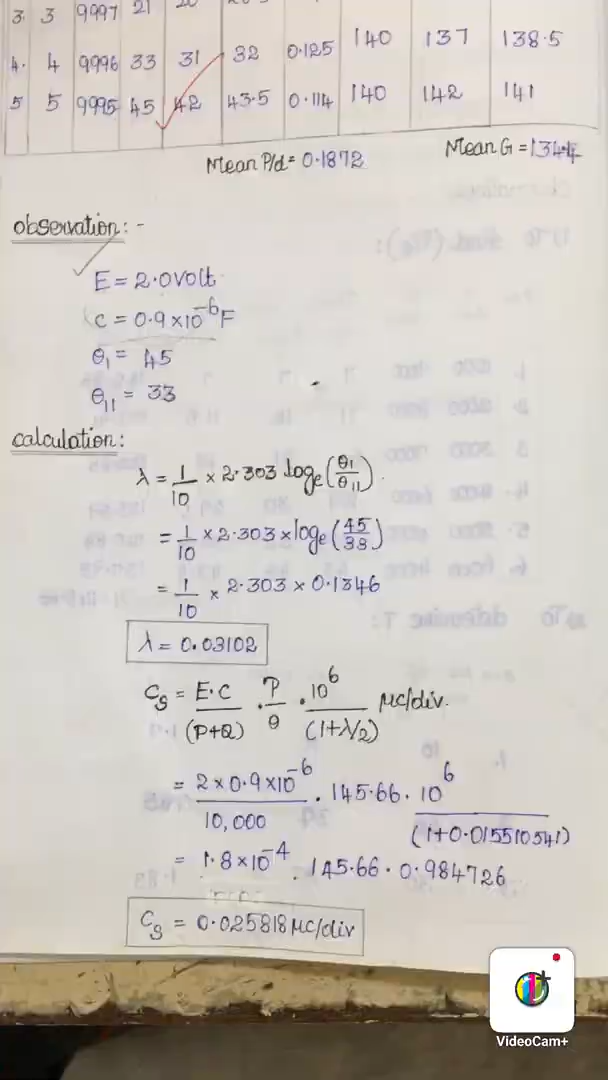 3. 3 9997 21
4. 4 9996 33 31 32 0.125 140 137 138.5
5 5 9995 45 42 43.5 0.114 140 142 141
Mean P/d = 0.1872 Mean G = 134.4
observation: -
E = 2.0 volt
C = 0.9 × 10⁻⁶ F
θ₁ = 45
θ₁₁ = 33
calculation:
λ = 1/10 × 2.303 logₑ(θ₁/θ₁₁)
= 1/10 × 2.303 × logₑ(45/33)
= 1/10 × 2.303 × 0.1346
λ = 0.03102
Cg = E.C/(P+Q) . P/θ . 10⁶/(1+λ/2) μc/div.
= 2 × 0.9 × 10⁻⁶/10,000 . 145.66 . 10⁶/(1+0.015510541)
= 1.8 × 10⁻⁴ . 145.66 . 0.984726
Cg = 0.025818 μc/div
VideoCam+